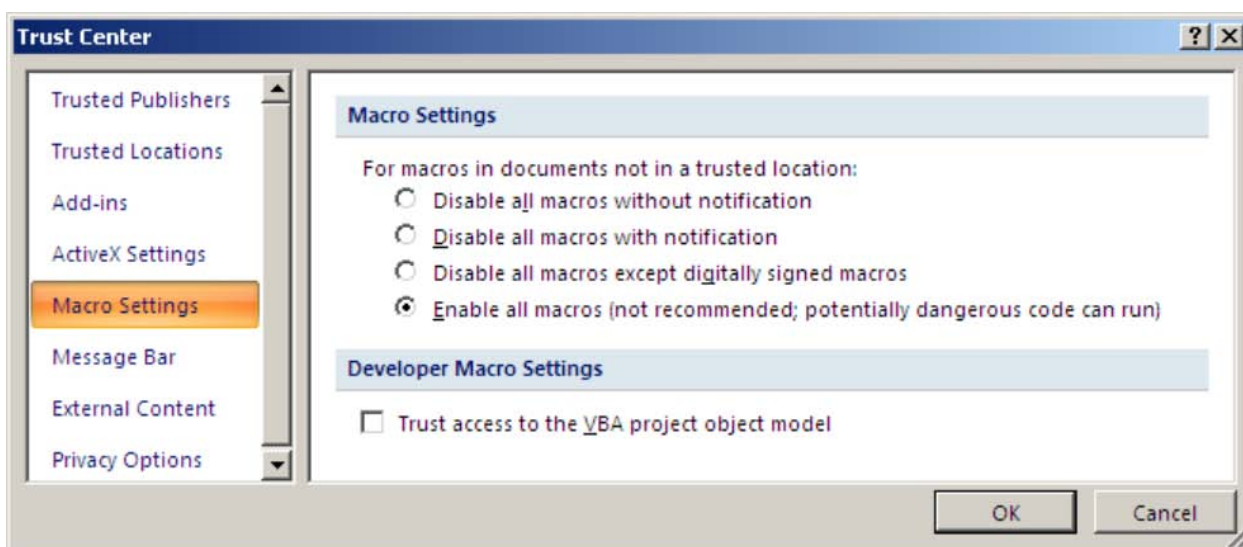 Trust Center
Trusted Publishers
Trusted Locations
Add-ins
ActiveX Settings
Macro Settings
Message Bar
External Content
Privacy Options
Macro Settings
For macros in documents not in a trusted location:
Disable all macros without notification
Disable all macros with notification
Disable all macros except digitally signed macros
Enable all macros (not recommended; potentially dangerous code can run)
Developer Macro Settings
Trust access to the VBA project object model
OK
Cancel